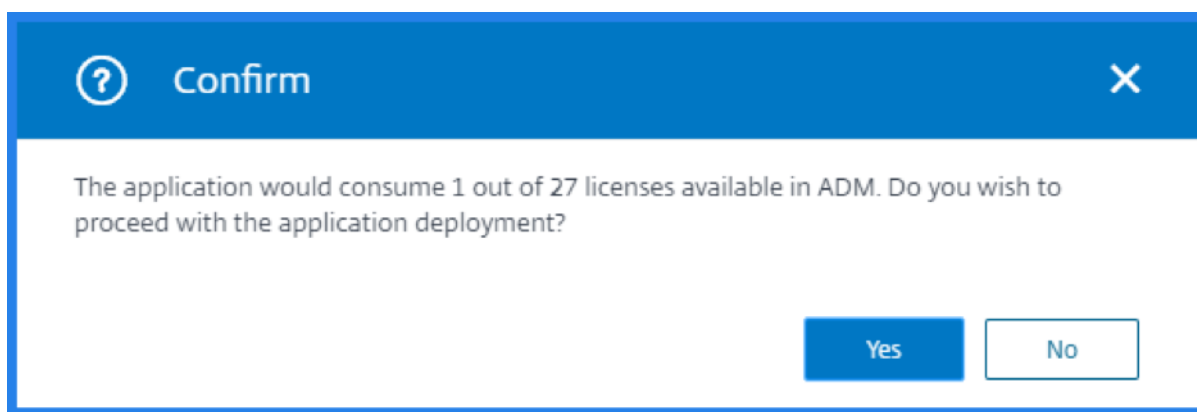 Confirm
The application would consume 1 out of 27 licenses available in ADM. Do you wish to
proceed with the application deployment?
Yes
No